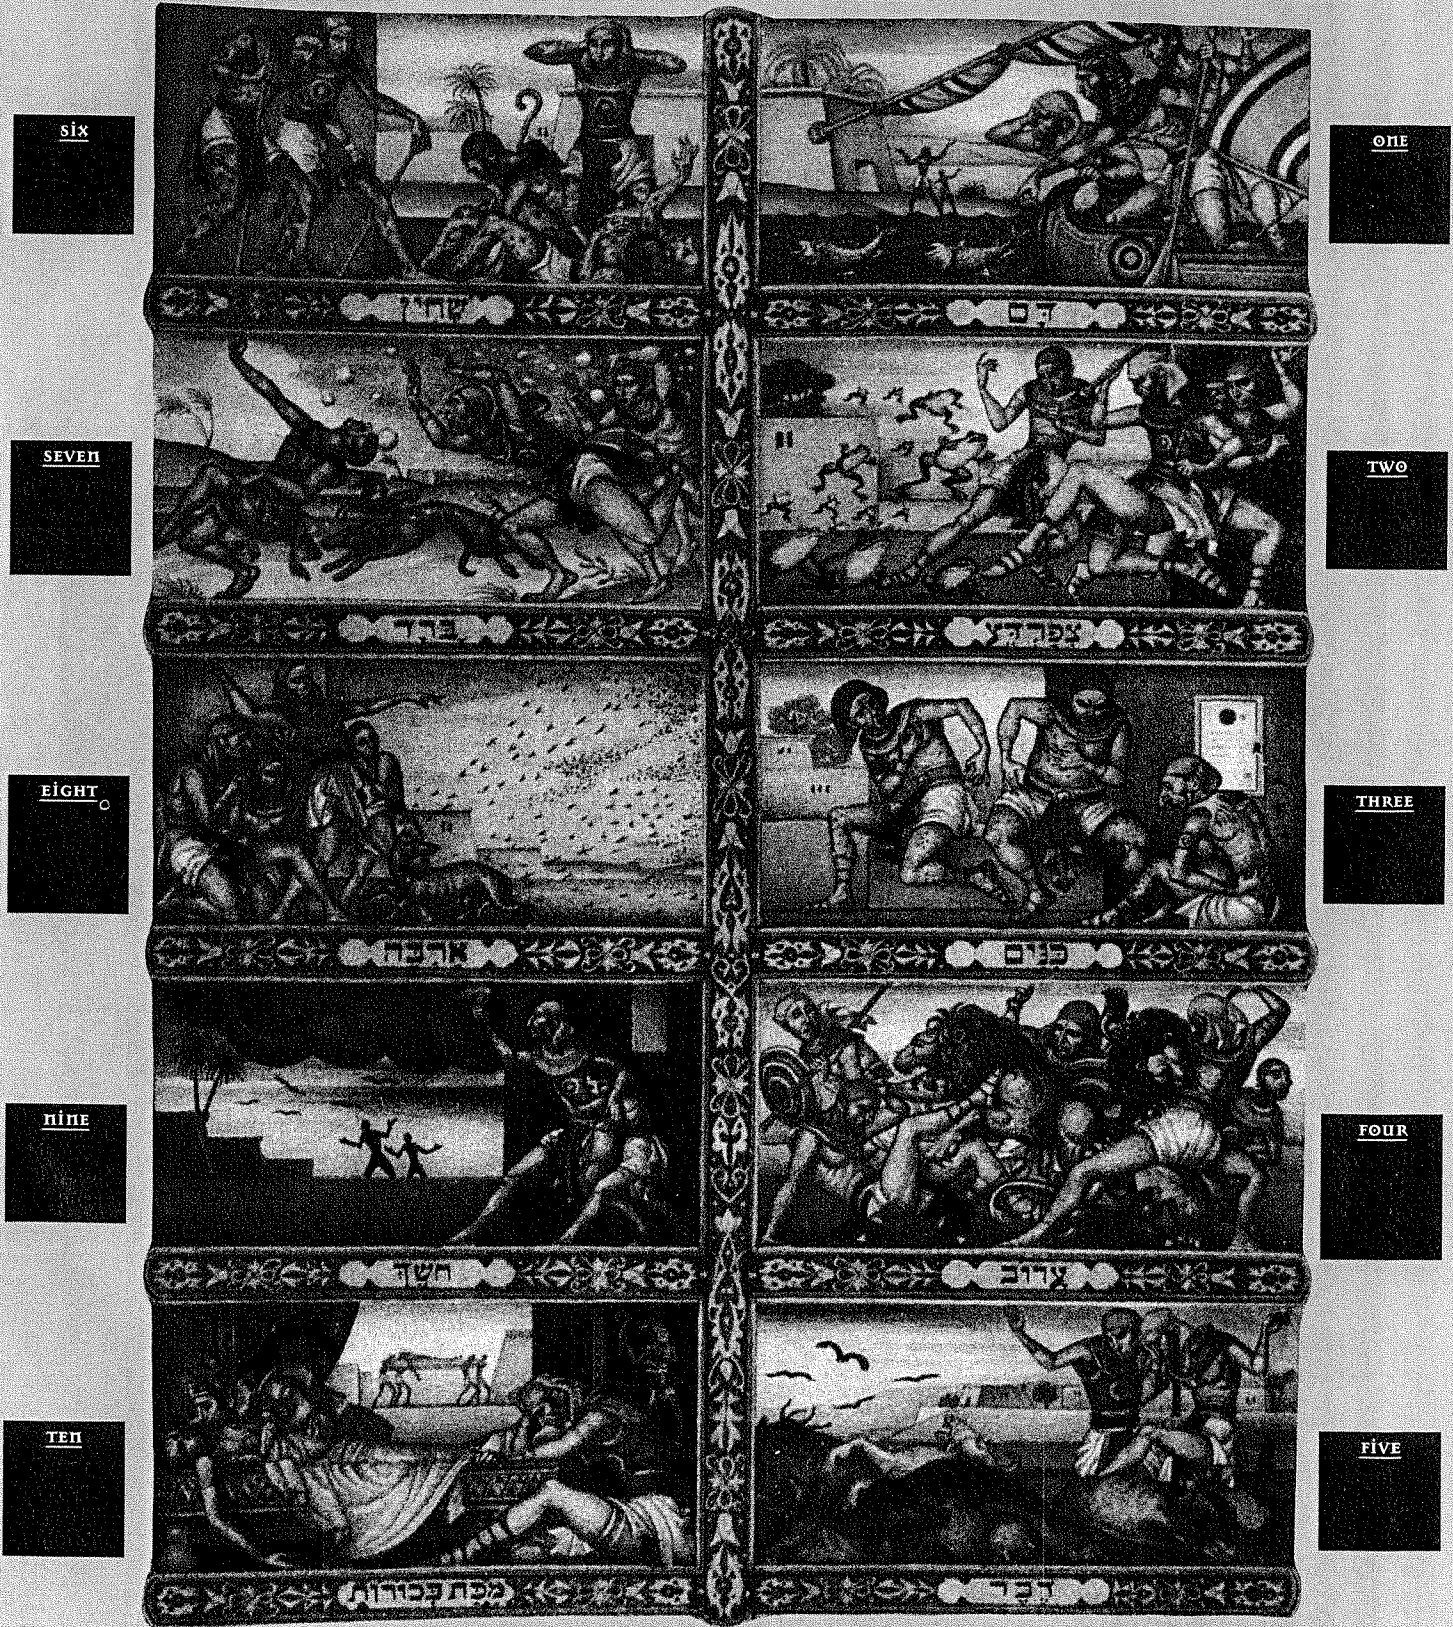 ONE
דם
TWO
צפרדע
THREE
כנים
FOUR
ערוב
FIVE
דבר
SIX
שחין
SEVEN
ברד
EIGHT
ארבה
NINE
חשך
TEN
מכת בכורות